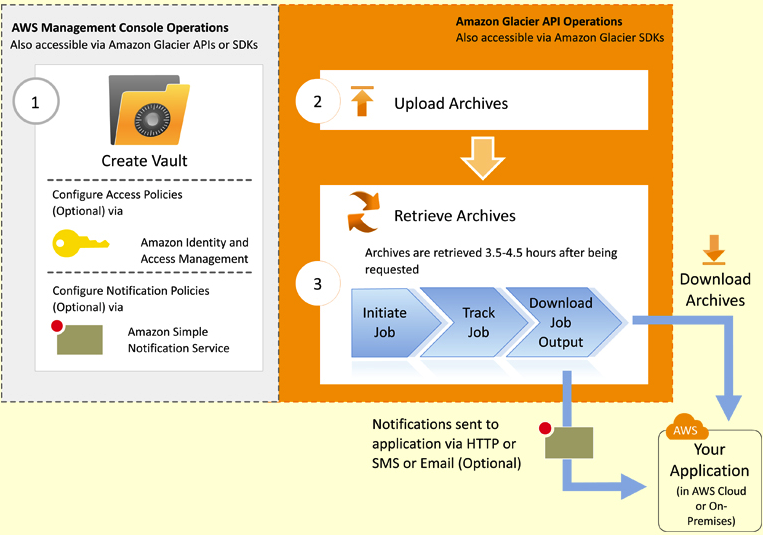 AWS Management Console Operations
Also accessible via Amazon Glacier APIs or SDKs
1
Create Vault
Configure Access Policies
(Optional) via
Amazon Identity and
Access Management
Configure Notification Policies
(Optional) via
Amazon Simple
Notification Service
Amazon Glacier API Operations
Also accessible via Amazon Glacier SDKs
2
Upload Archives
3
Retrieve Archives
Archives are retrieved 3.5-4.5 hours after being
requested
Initiate
Job
Track
Job
Download
Job
Output
Download
Archives
Notifications sent to
application via HTTP or
SMS or Email (Optional)
AWS
Your
Application
(in AWS Cloud
or On-
Premises)